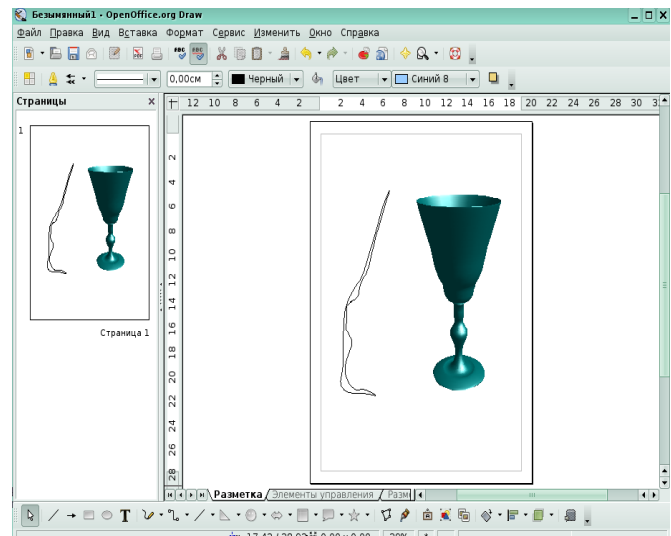 Безымянный1 - OpenOffice.org Draw
Файл Правка Вид Вставка Формат Сервис Изменить Окно Справка
ABC ABC
0,00см Черный Цвет Синий 8
Страницы x
12 10 8 6 4 2 2 4 6 8 10 12 14 16 18 20 22 24 26 28 30
1
2
4
6
8
10
12
14
16
18
20
22
24
26
28
Страница 1
Разметка Элементы управления
T